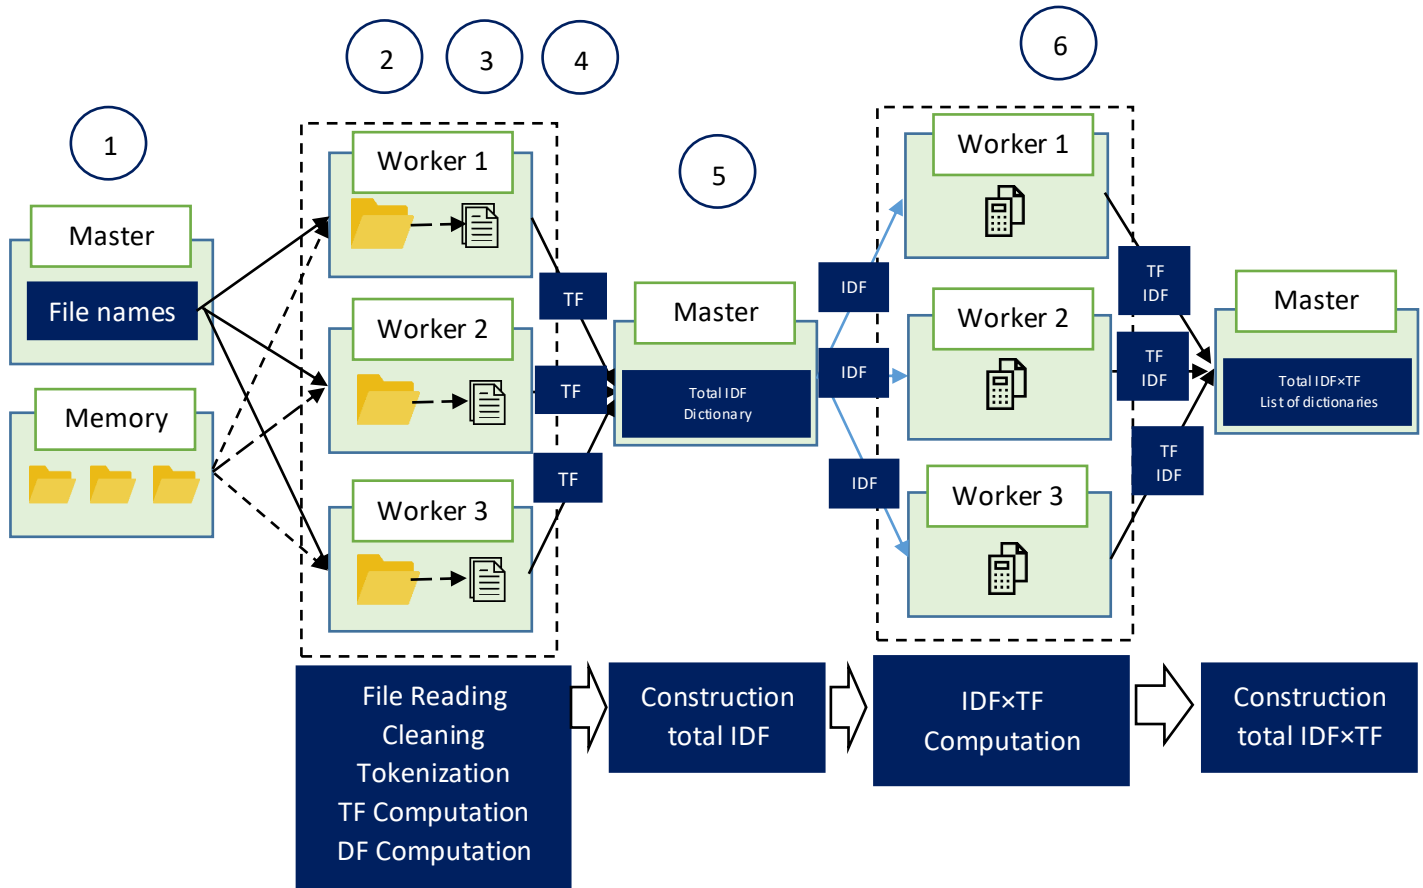 1
2
3
4
5
6
Master
File names
Memory
Worker 1
Worker 2
Worker 3
TF
TF
TF
Master
Total IDF
Dictionary
IDF
IDF
IDF
Worker 1
Worker 2
Worker 3
TF
IDF
TF
IDF
TF
IDF
Master
Total IDF×TF
List of dictionaries
File Reading
Cleaning
Tokenization
TF Computation
DF Computation
Construction
total IDF
IDF×TF
Computation
Construction
total IDF×TF